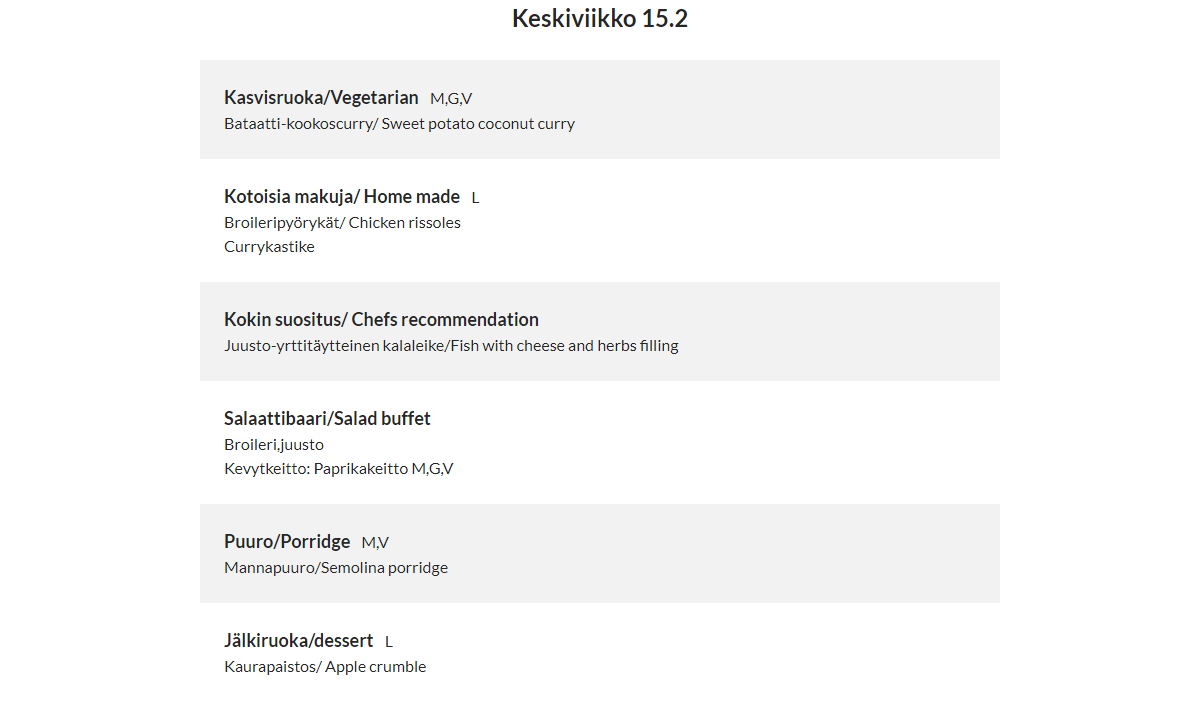 Keskiviikko 15.2
Kasvisruoka/Vegetarian M,G,V
Bataatti-kookoscurry/ Sweet potato coconut curry
Kotoisia makuja/ Home made L
Broileripyörykät/ Chicken rissoles
Currykastike
Kokin suositus/ Chefs recommendation
Juusto-yrttitäytteinen kalaleike/Fish with cheese and herbs filling
Salaattibaari/Salad buffet
Broileri,juusto
Kevytkeitto: Paprikakeitto M,G,V
Puuro/Porridge M,V
Mannapuuro/Semolina porridge
Jälkiruoka/dessert L
Kaurapaistos/ Apple crumble